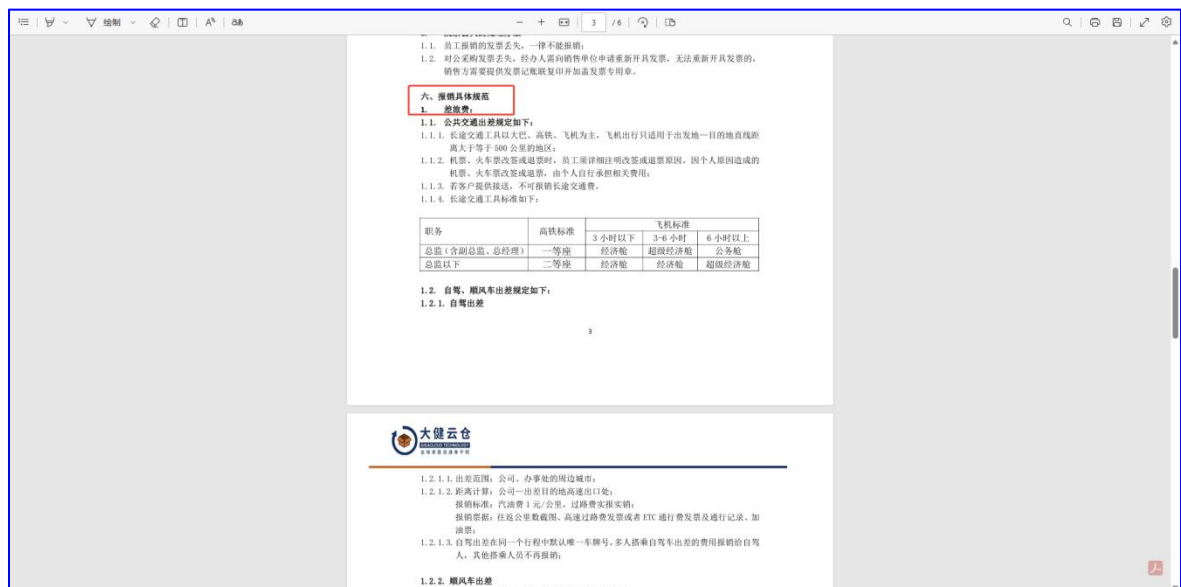 绘制
A
aあ
3 /6
1.1. 员工报销的发票丢失，一律不能报销；
1.2. 对公采购发票丢失，经办人需向销售单位申请重新开具发票，无法重新开具发票的，
销售方需要提供发票记账联复印并加盖发票专用章。
六、报销具体规范
1. 差旅费：
1.1. 公共交通出差规定如下：
1.1.1. 长途交通工具以大巴、高铁、飞机为主，飞机出行只适用于出发地—目的地直线距
离大于等于 500 公里的地区；
1.1.2. 机票、火车票改签或退票时，员工须详细注明改签或退票原因，因个人原因造成的
机票、火车票改签或退票，由个人自行承担相关费用；
1.1.3. 若客户提供接送，不可报销长途交通费。
1.1.4. 长途交通工具标准如下：
职务 高铁标准 飞机标准
3 小时以下 3-6 小时 6 小时以上
总监（含副总监、总经理） 一等座 经济舱 超级经济舱 公务舱
总监以下 二等座 经济舱 经济舱 超级经济舱
1.2. 自驾、顺风车出差规定如下：
1.2.1. 自驾出差
3
大健云仓
GIGACLOUD TECHNOLOGY
1.2.1.1. 出差范围：公司、办事处的周边城市；
1.2.1.2. 距离计算：公司—出差目的地高速出口处；
报销标准：汽油费 1 元/公里，过路费实报实销；
报销票据：往返公里数截图、高速过路费发票或者 ETC 通行费发票及通行记录、加
油票；
1.2.1.3. 自驾出差在同一个行程中默认唯一车牌号，多人搭乘自驾车出差的费用报销给自驾
人，其他搭乘人员不再报销；
1.2.2. 顺风车出差